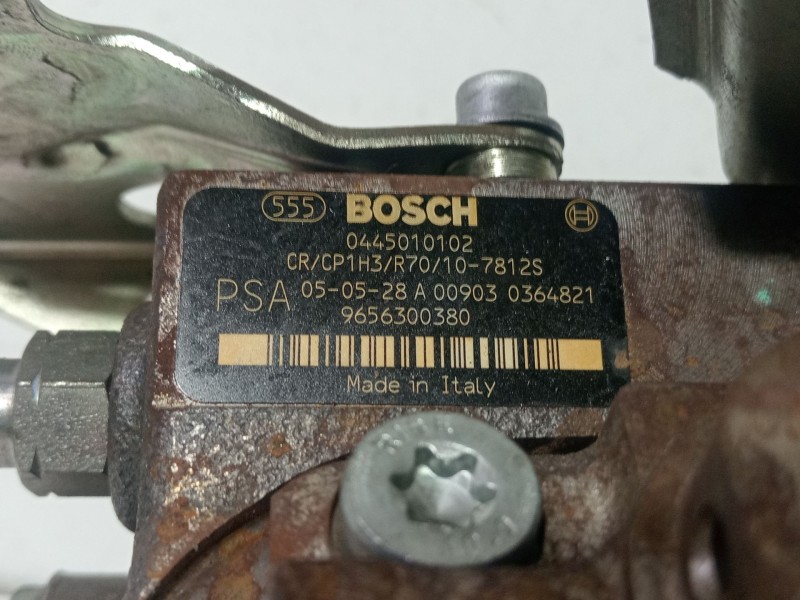 555 BOSCH H
0445010102
CR/CP1H3/R70/10-7812S
PSA 05-05-28 A 00903 0364821
9656300380
Made in Italy